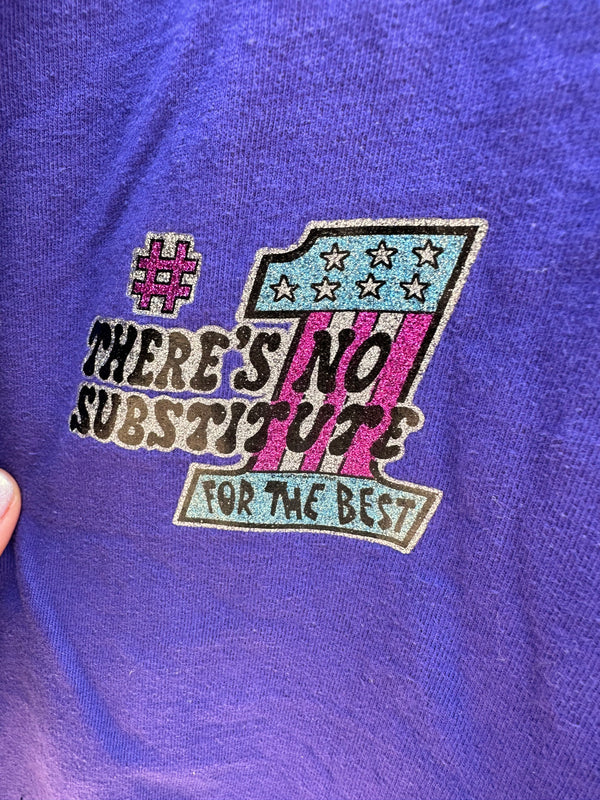 #1
THERE'S NO
SUBSTITUTE
FOR THE BEST